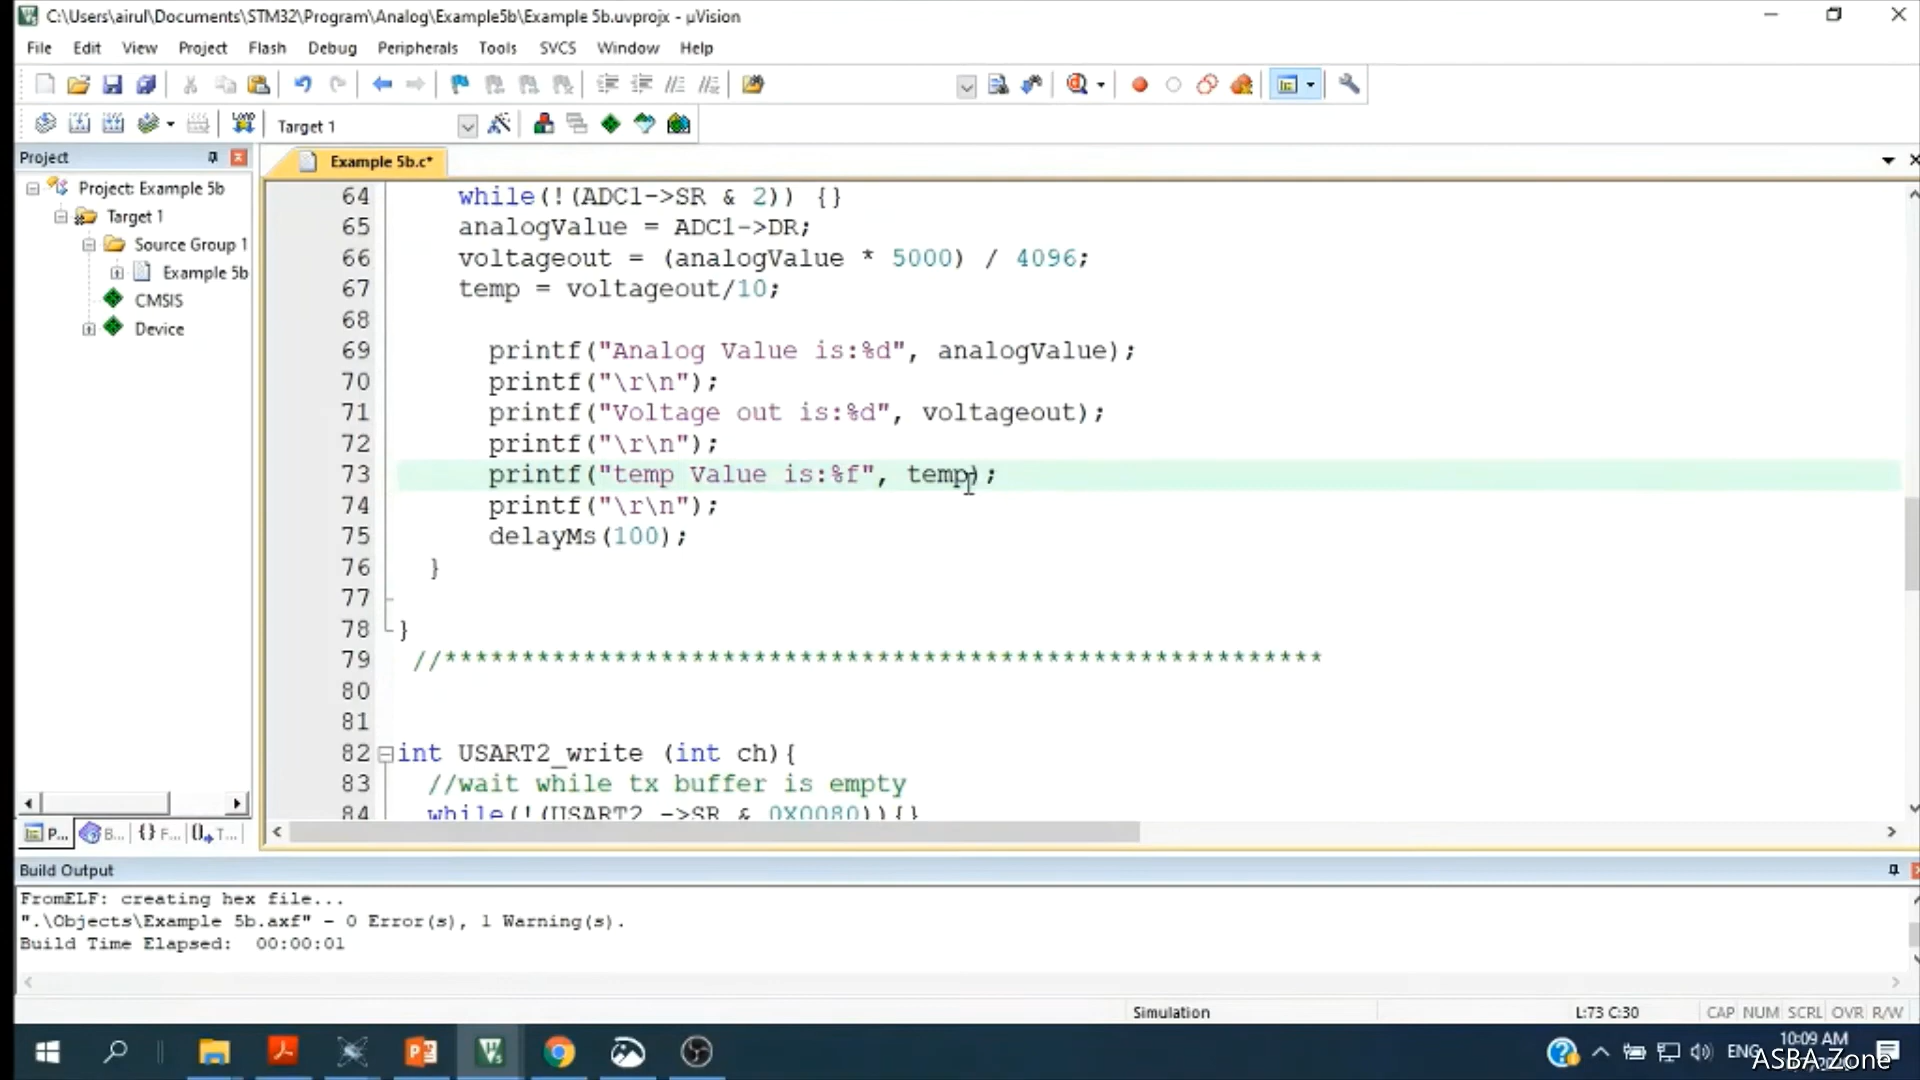 C:\Users\airul\Documents\STM32\Program\Analog\Example5b\Example 5b.uvprojx - µVision
File Edit View Project Flash Debug Peripherals Tools SVCS Window Help
Target 1
Project
Example 5b.c*
Project: Example 5b
Target 1
Source Group 1
Example 5b
CMSIS
Device
64 while(!(ADC1->SR & 2)) {}
65 analogValue = ADC1->DR;
66 voltageout = (analogValue * 5000) / 4096;
67 temp = voltageout/10;
68
69 printf("Analog Value is:%d", analogValue);
70 printf("\r\n");
71 printf("Voltage out is:%d", voltageout);
72 printf("\r\n");
73 printf("temp Value is:%f", temp);
74 printf("\r\n");
75 delayMs(100);
76 }
77
78 }
79 //*********************************************************
80
81
82 int USART2_write (int ch){
83 //wait while tx buffer is empty
84 while(!(USART2 ->SR & 0X0080)){}
P... B... {} F... T...
Build Output
FromELF: creating hex file...
".\Objects\Example 5b.axf" - 0 Error(s), 1 Warning(s).
Build Time Elapsed: 00:00:01
Simulation L:73 C:30 CAP NUM SCRL OVR R/W
ENG 10:09 AM
ASBA Zone